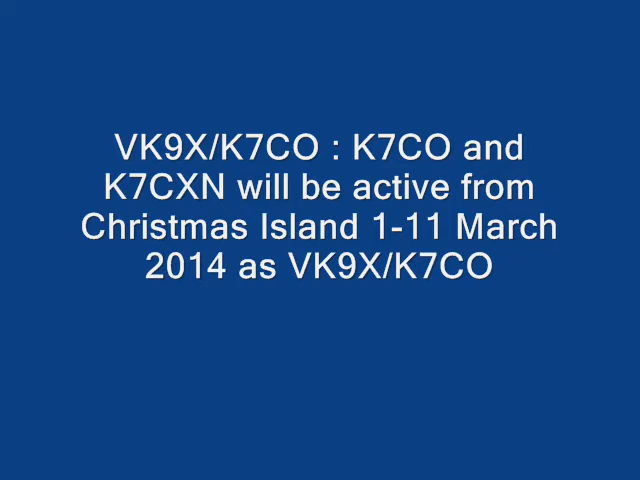 VK9X/K7CO : K7CO and
K7CXN will be active from
Christmas Island 1-11 March
2014 as VK9X/K7CO